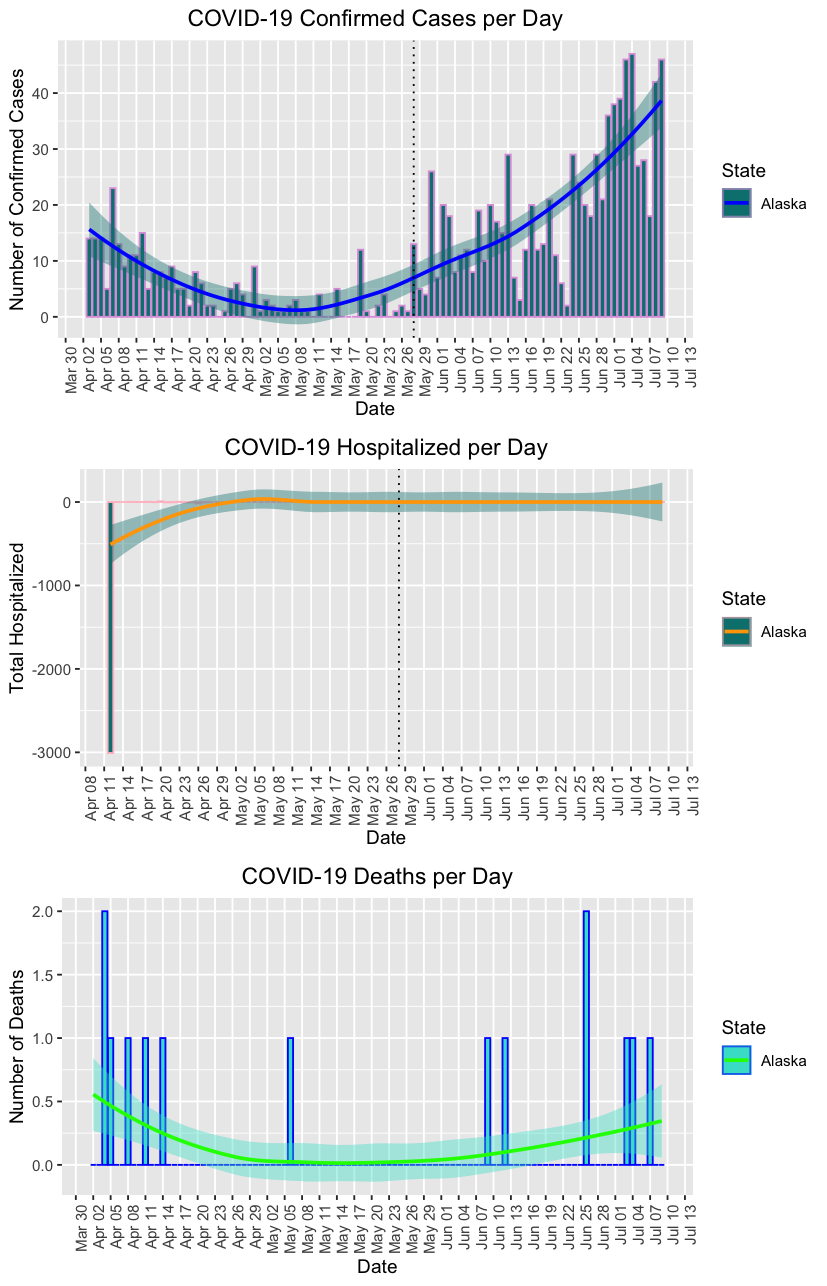 COVID-19 Confirmed Cases per Day
Number of Confirmed Cases
40
30
20
10
0
Mar 30
Apr 02
Apr 05
Apr 08
Apr 11
Apr 14
Apr 17
Apr 20
Apr 23
Apr 26
Apr 29
May 02
May 05
May 08
May 11
May 14
May 17
May 20
May 23
May 26
May 29
Jun 01
Jun 04
Jun 07
Jun 10
Jun 13
Jun 16
Jun 19
Jun 22
Jun 25
Jun 28
Jul 01
Jul 04
Jul 07
Jul 10
Jul 13
Date
State
Alaska
COVID-19 Hospitalized per Day
Total Hospitalized
0
-1000
-2000
-3000
Apr 08
Apr 11
Apr 14
Apr 17
Apr 20
Apr 23
Apr 26
Apr 29
May 02
May 05
May 08
May 11
May 14
May 17
May 20
May 23
May 26
May 29
Jun 01
Jun 04
Jun 07
Jun 10
Jun 13
Jun 16
Jun 19
Jun 22
Jun 25
Jun 28
Jul 01
Jul 04
Jul 07
Jul 10
Jul 13
Date
State
Alaska
COVID-19 Deaths per Day
Number of Deaths
2.0
1.5
1.0
0.5
0.0
Mar 30
Apr 02
Apr 05
Apr 08
Apr 11
Apr 14
Apr 17
Apr 20
Apr 23
Apr 26
Apr 29
May 02
May 05
May 08
May 11
May 14
May 17
May 20
May 23
May 26
May 29
Jun 01
Jun 04
Jun 07
Jun 10
Jun 13
Jun 16
Jun 19
Jun 22
Jun 25
Jun 28
Jul 01
Jul 04
Jul 07
Jul 10
Jul 13
Date
State
Alaska